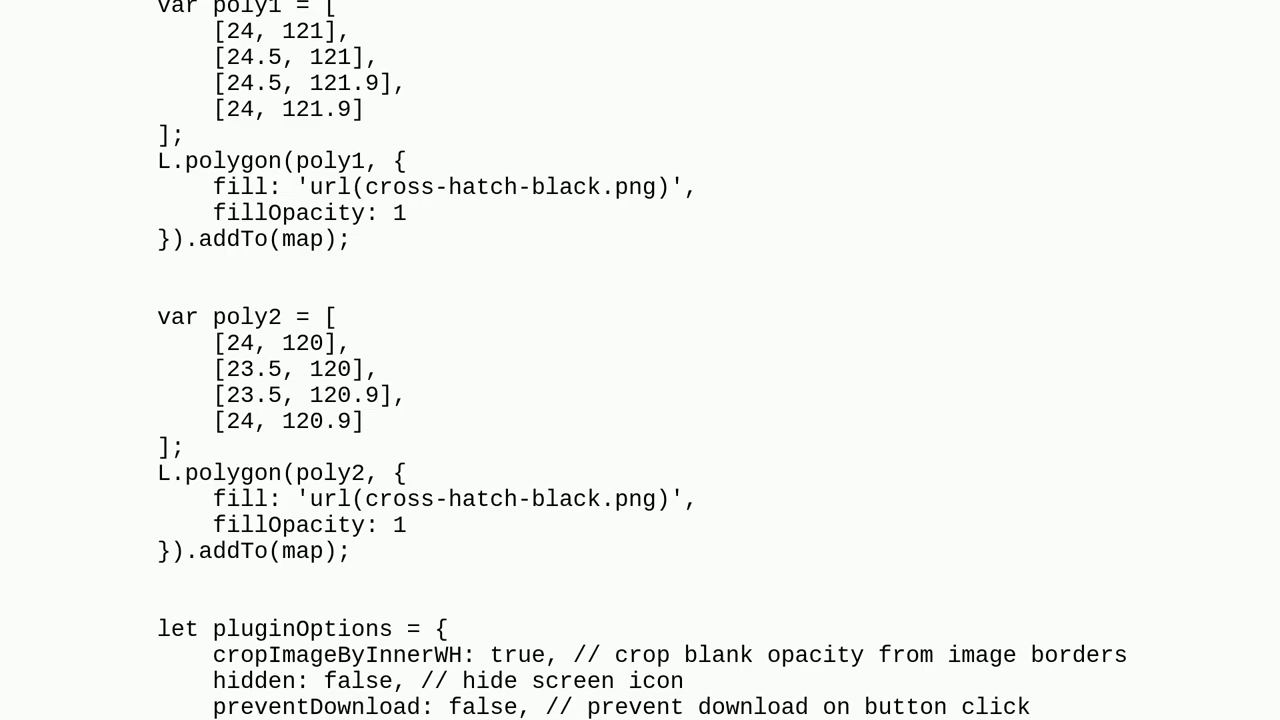 var poly1 = [
    [24, 121],
    [24.5, 121],
    [24.5, 121.9],
    [24, 121.9]
];
L.polygon(poly1, {
    fill: 'url(cross-hatch-black.png)',
    fillOpacity: 1
}).addTo(map);
var poly2 = [
    [24, 120],
    [23.5, 120],
    [23.5, 120.9],
    [24, 120.9]
];
L.polygon(poly2, {
    fill: 'url(cross-hatch-black.png)',
    fillOpacity: 1
}).addTo(map);
let pluginOptions = {
    cropImageByInnerWH: true, // crop blank opacity from image borders
    hidden: false, // hide screen icon
    preventDownload: false, // prevent download on button click